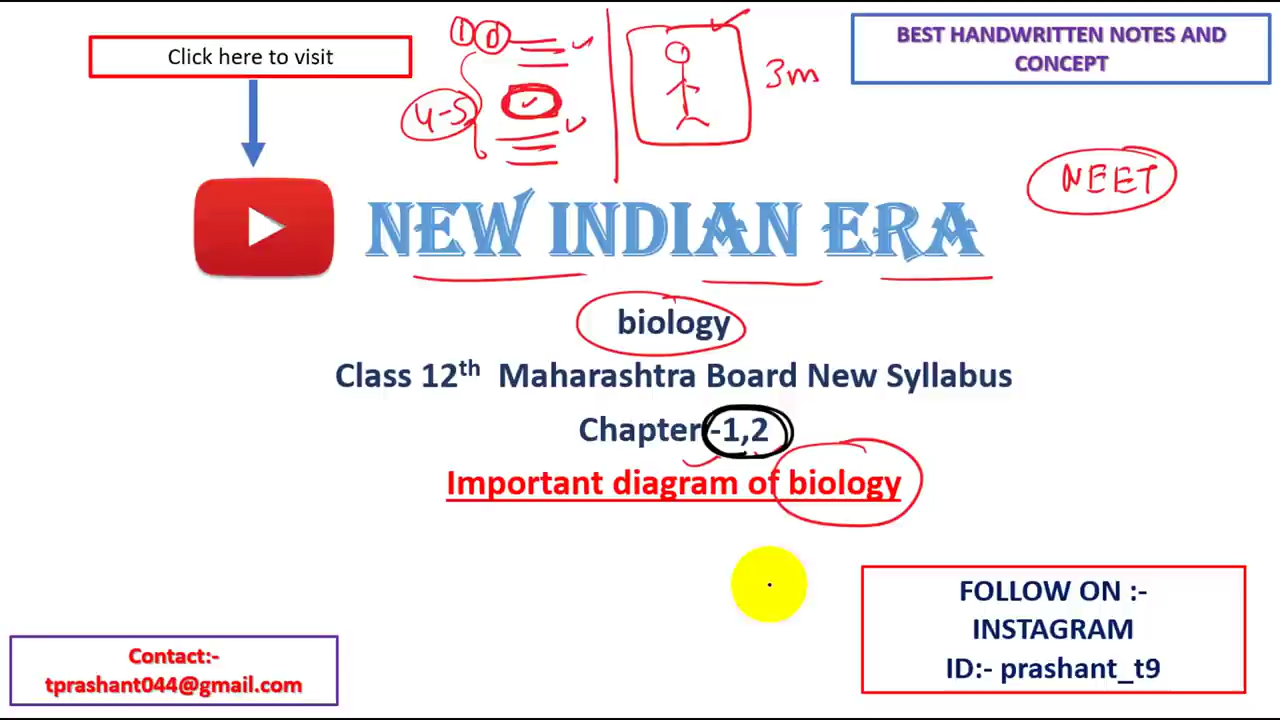 Click here to visit
4-5
3m
BEST HANDWRITTEN NOTES AND
CONCEPT
NEET
NEW INDIAN ERA
biology
Class 12th Maharashtra Board New Syllabus
Chapter -1,2
Important diagram of biology
Contact:-
tprashant044@gmail.com
FOLLOW ON :-
INSTAGRAM
ID:- prashant_t9